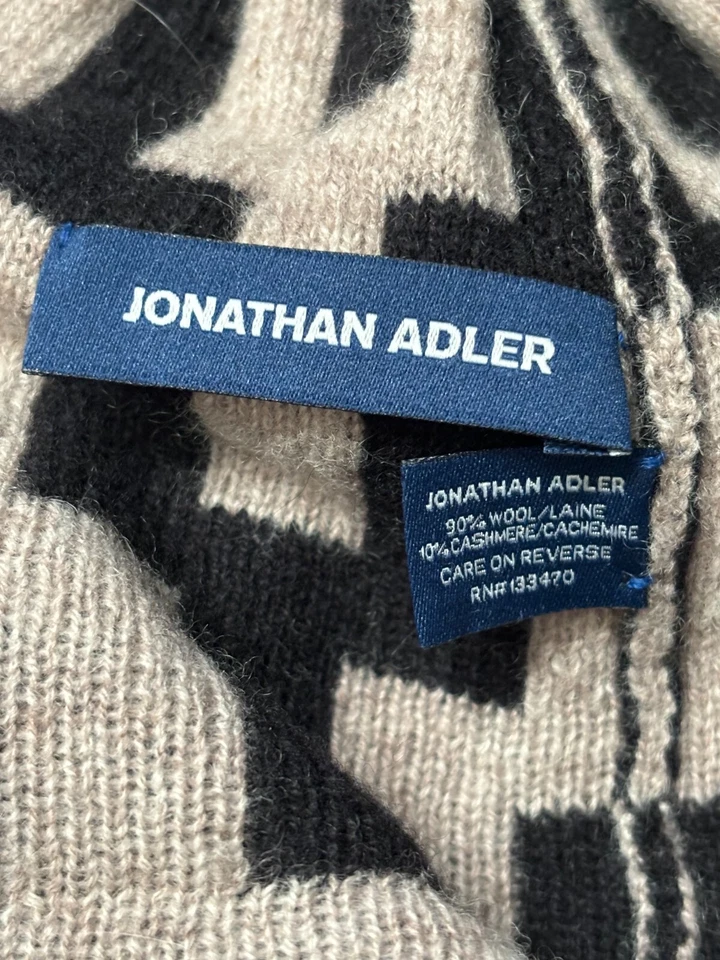 JONATHAN ADLER
JONATHAN ADLER
90% WOOL/LAINE
10% CASHMERE/CACHEMIRE
CARE ON REVERSE
RN# 133470